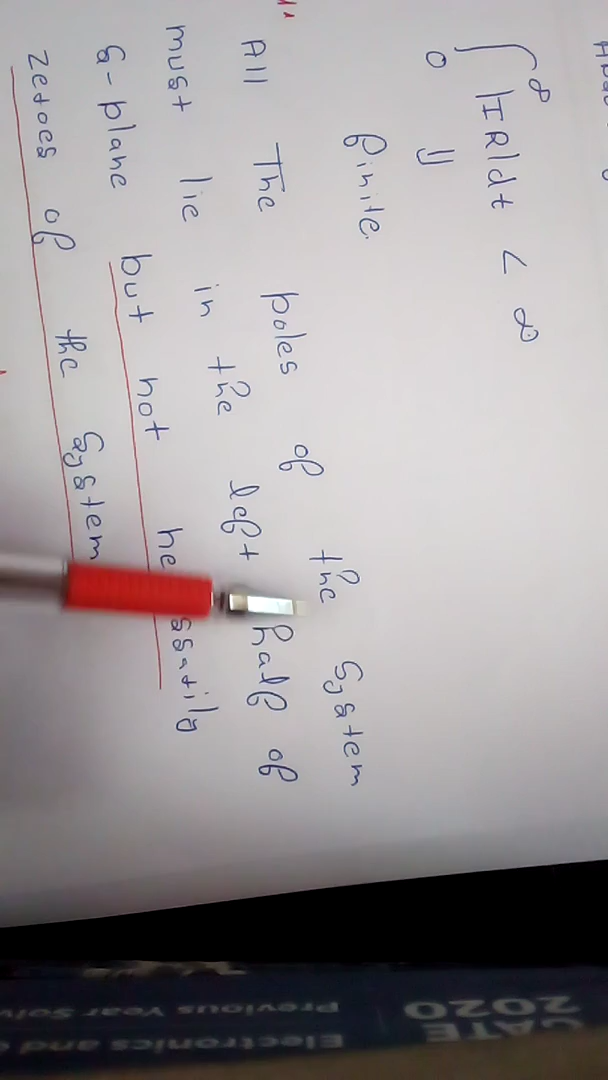 ∫₀^∞ |IR|dt < ∞
⇓
finite.
All The poles of the system
must lie in the left half of
s-plane but not
zeroes of the system
GATE
2020
Previous Year Solv
Electronics and